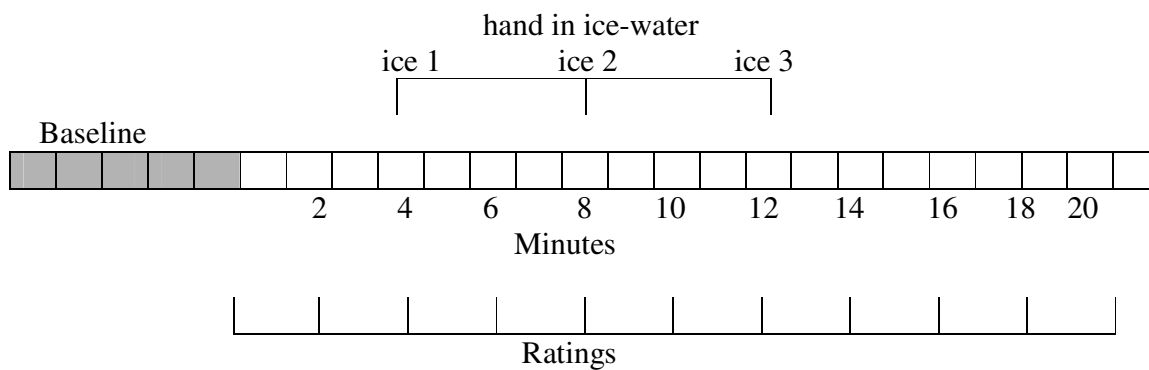 hand in ice-water
ice 1 ice 2 ice 3
Baseline
2 4 6 8 10 12 14 16 18 20
Minutes
Ratings